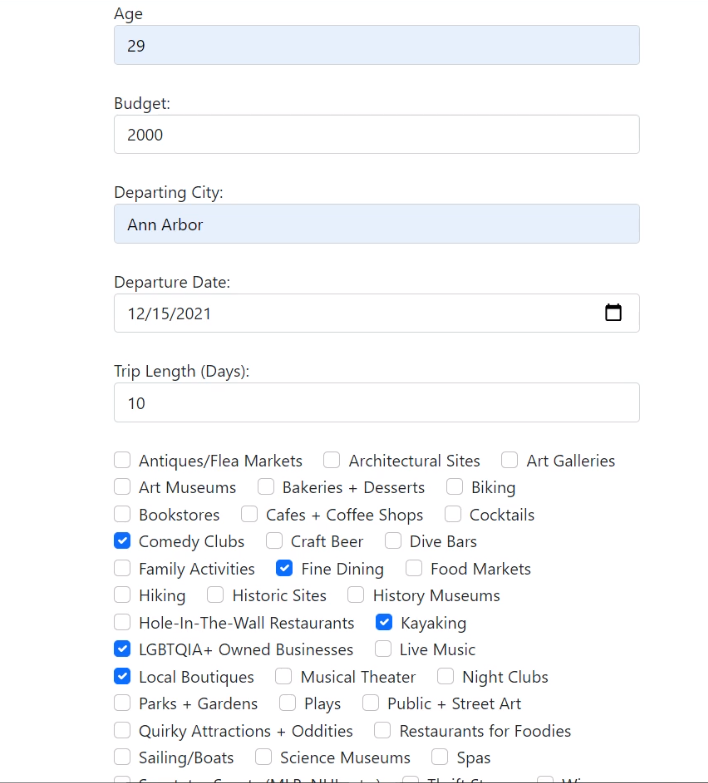 Age
29
Budget:
2000
Departing City:
Ann Arbor
Departure Date:
12/15/2021
Trip Length (Days):
10
Antiques/Flea Markets Architectural Sites Art Galleries
Art Museums Bakeries + Desserts Biking
Bookstores Cafes + Coffee Shops Cocktails
Comedy Clubs Craft Beer Dive Bars
Family Activities Fine Dining Food Markets
Hiking Historic Sites History Museums
Hole-In-The-Wall Restaurants Kayaking
LGBTQIA+ Owned Businesses Live Music
Local Boutiques Musical Theater Night Clubs
Parks + Gardens Plays Public + Street Art
Quirky Attractions + Oddities Restaurants for Foodies
Sailing/Boats Science Museums Spas